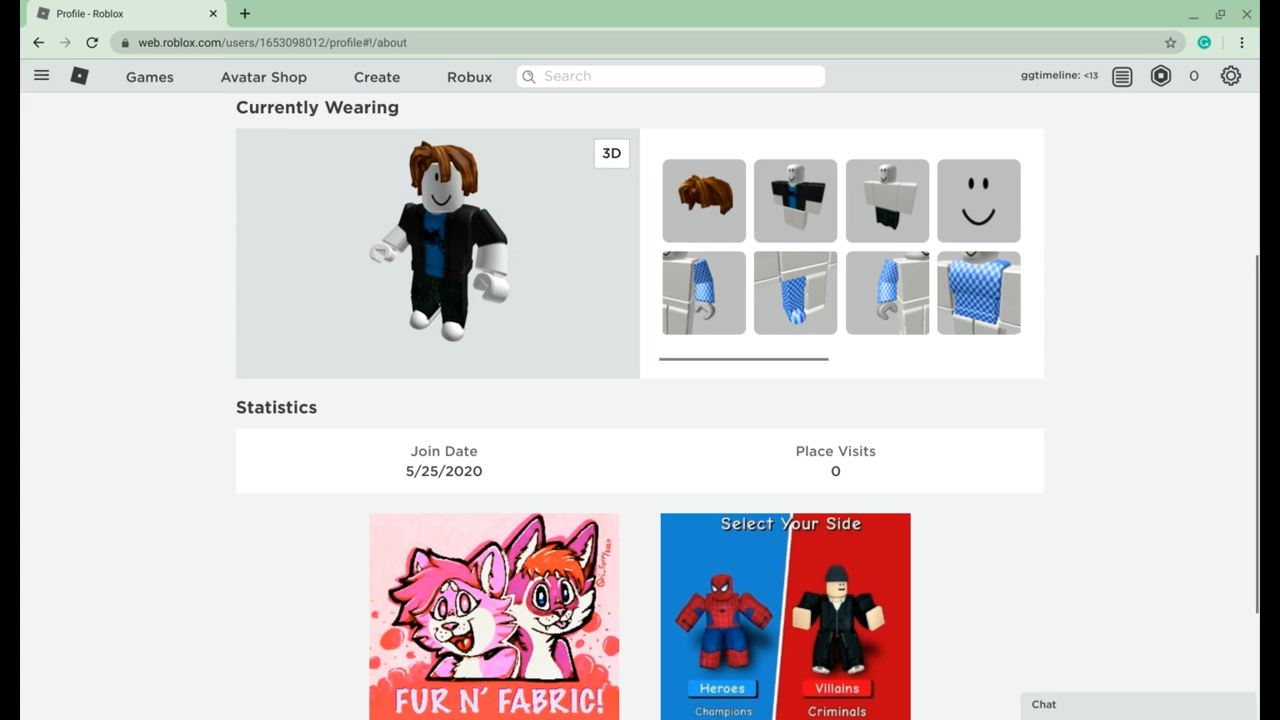 Profile - Roblox
web.roblox.com/users/1653098012/profile#!/about
Games Avatar Shop Create Robux Search ggtimeline: <13 0
Currently Wearing
3D
Statistics
Join Date
5/25/2020
Place Visits
0
FUR N' FABRIC!
Select Your Side
Heroes Villains
Champions Criminals
Chat